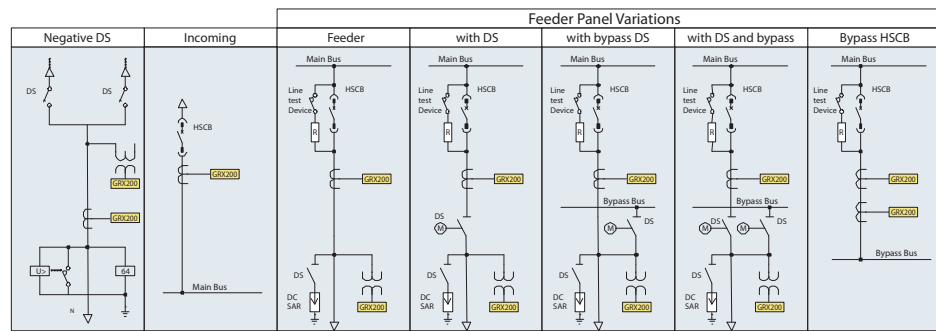 Feeder Panel Variations
Negative DS
Incoming
Feeder
with DS
with bypass DS
with DS and bypass
Bypass HSCB
DS
DS
GRX200
GRX200
U>
64
N
HSCB
GRX200
Main Bus
Main Bus
Line
test
Device
HSCB
R
GRX200
DS
DC
SAR
GRX200
Main Bus
Line
test
Device
HSCB
R
GRX200
DS
M
DS
DC
SAR
GRX200
Main Bus
Line
test
Device
HSCB
R
GRX200
Bypass Bus
M
DS
DS
DC
SAR
GRX200
Main Bus
Line
test
Device
HSCB
R
GRX200
Bypass Bus
M
DS
M
DS
DS
DC
SAR
GRX200
Main Bus
Line
test
Device
HSCB
R
GRX200
GRX200
Bypass Bus